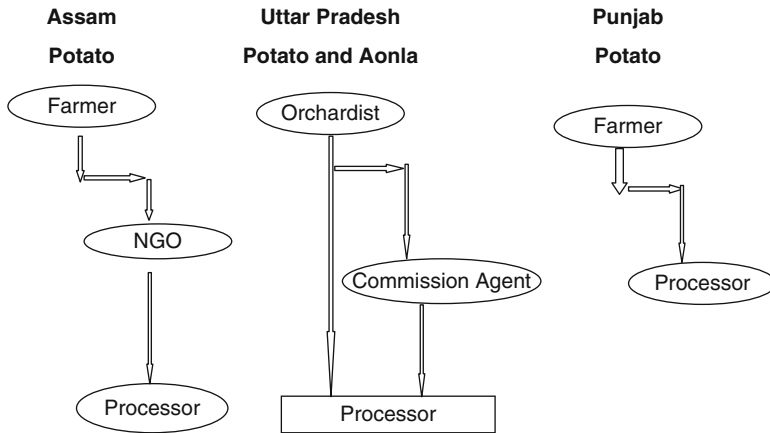 Assam
Potato
Farmer
NGO
Processor
Uttar Pradesh
Potato and Aonla
Orchardist
Commission Agent
Processor
Punjab
Potato
Farmer
Processor